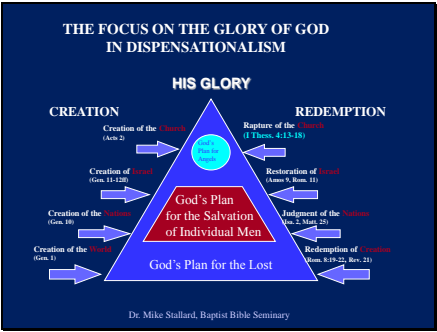 THE FOCUS ON THE GLORY OF GOD
IN DISPENSATIONALISM
HIS GLORY
CREATION
REDEMPTION
Creation of the Church
(Acts 2)
Rapture of the Church
(I Thess. 4:13-18)
God's
Plan for
Angels
Creation of Israel
(Gen. 11-12ff)
Restoration of Israel
(Amos 9, Rom. 11)
God's Plan
for the Salvation
of Individual Men
Creation of the Nations
(Gen. 10)
Judgment of the Nations
(Isa. 2, Matt. 25)
Creation of the World
(Gen. 1)
Redemption of Creation
(Rom. 8:19-22, Rev. 21)
God's Plan for the Lost
Dr. Mike Stallard, Baptist Bible Seminary